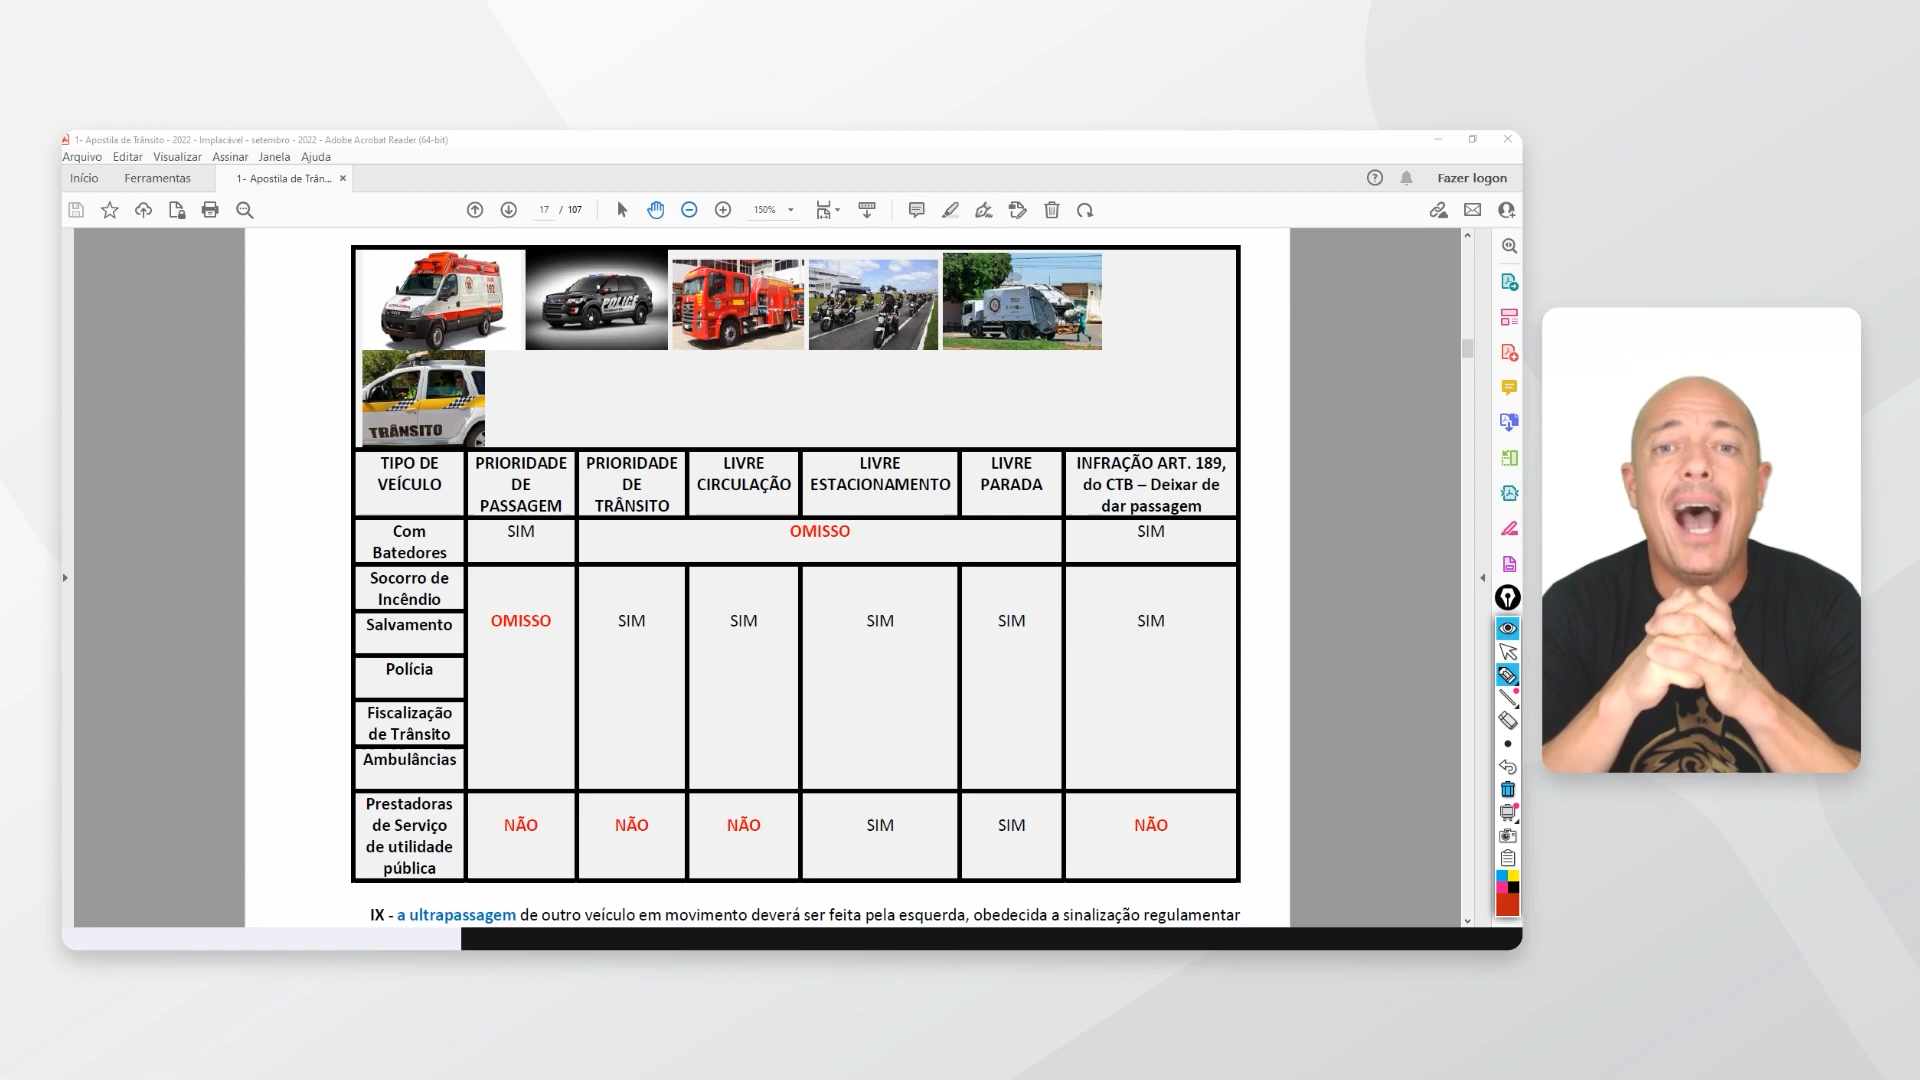 1- Apostila de Trânsito - 2022 - Implacável - setembro - 2022 - Adobe Acrobat Reader (64-bit)
Arquivo Editar Visualizar Assinar Janela Ajuda
Início Ferramentas 1- Apostila de Trân... × Fazer logon
17 / 107 150%
192
POLICE
TRÂNSITO
TIPO DE VEÍCULO
PRIORIDADE DE PASSAGEM
PRIORIDADE DE TRÂNSITO
LIVRE CIRCULAÇÃO
LIVRE ESTACIONAMENTO
LIVRE PARADA
INFRAÇÃO ART. 189, do CTB – Deixar de dar passagem
Com Batedores SIM OMISSO SIM
Socorro de Incêndio
Salvamento OMISSO SIM SIM SIM SIM SIM
Polícia
Fiscalização de Trânsito
Ambulâncias
Prestadoras de Serviço de utilidade pública NÃO NÃO NÃO SIM SIM NÃO
IX - a ultrapassagem de outro veículo em movimento deverá ser feita pela esquerda, obedecida a sinalização regulamentar